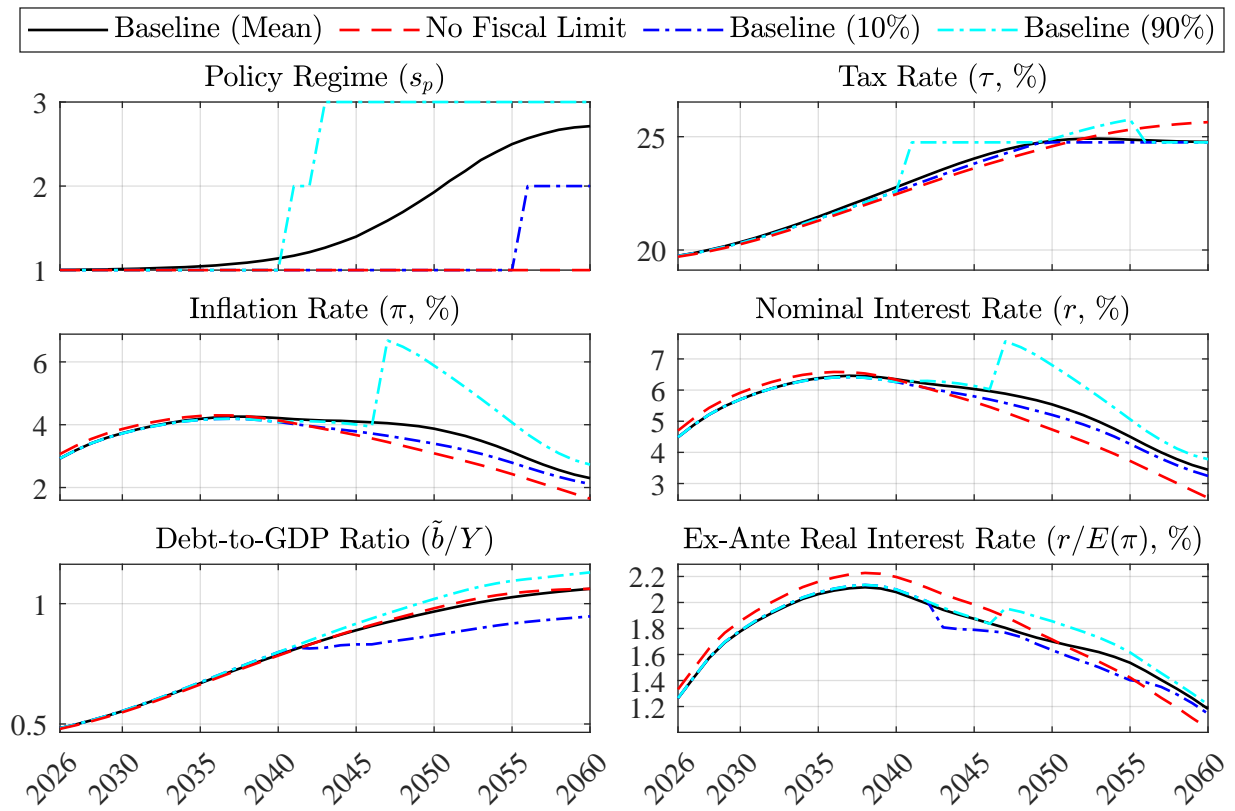 Baseline (Mean) No Fiscal Limit Baseline (10%) Baseline (90%)
Policy Regime (s_p)
3
2
1
Tax Rate (τ, %)
25
20
Inflation Rate (π, %)
6
4
2
Nominal Interest Rate (r, %)
7
6
5
4
3
Debt-to-GDP Ratio (b̃/Y)
1
0.5
2026 2030 2035 2040 2045 2050 2055 2060
Ex-Ante Real Interest Rate (r/E(π), %)
2.2
2
1.8
1.6
1.4
1.2
2026 2030 2035 2040 2045 2050 2055 2060